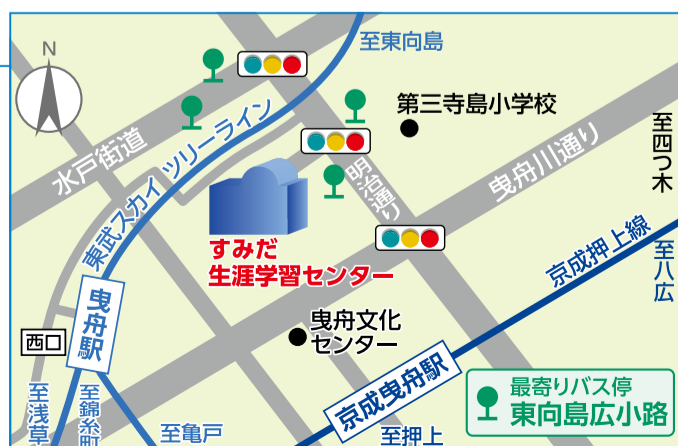 N
至東向島
第三寺島小学校
至四つ木
水戸街道
東武スカイツリーライン
明治通り
曳舟川通り
すみだ
生涯学習センター
京成押上線
至八広
曳舟駅
西口
曳舟文化
センター
京成曳舟駅
最寄りバス停
東向島広小路
至浅草
至錦糸町
至亀戸
至押上